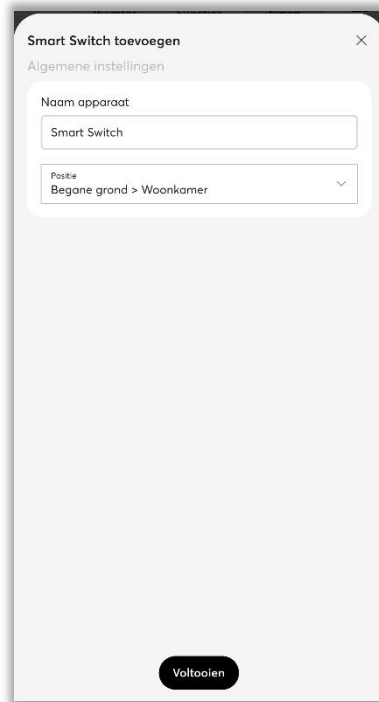 Smart Switch toevoegen
Algemene instellingen
Naam apparaat
Smart Switch
Positie
Begane grond > Woonkamer
Voltooien